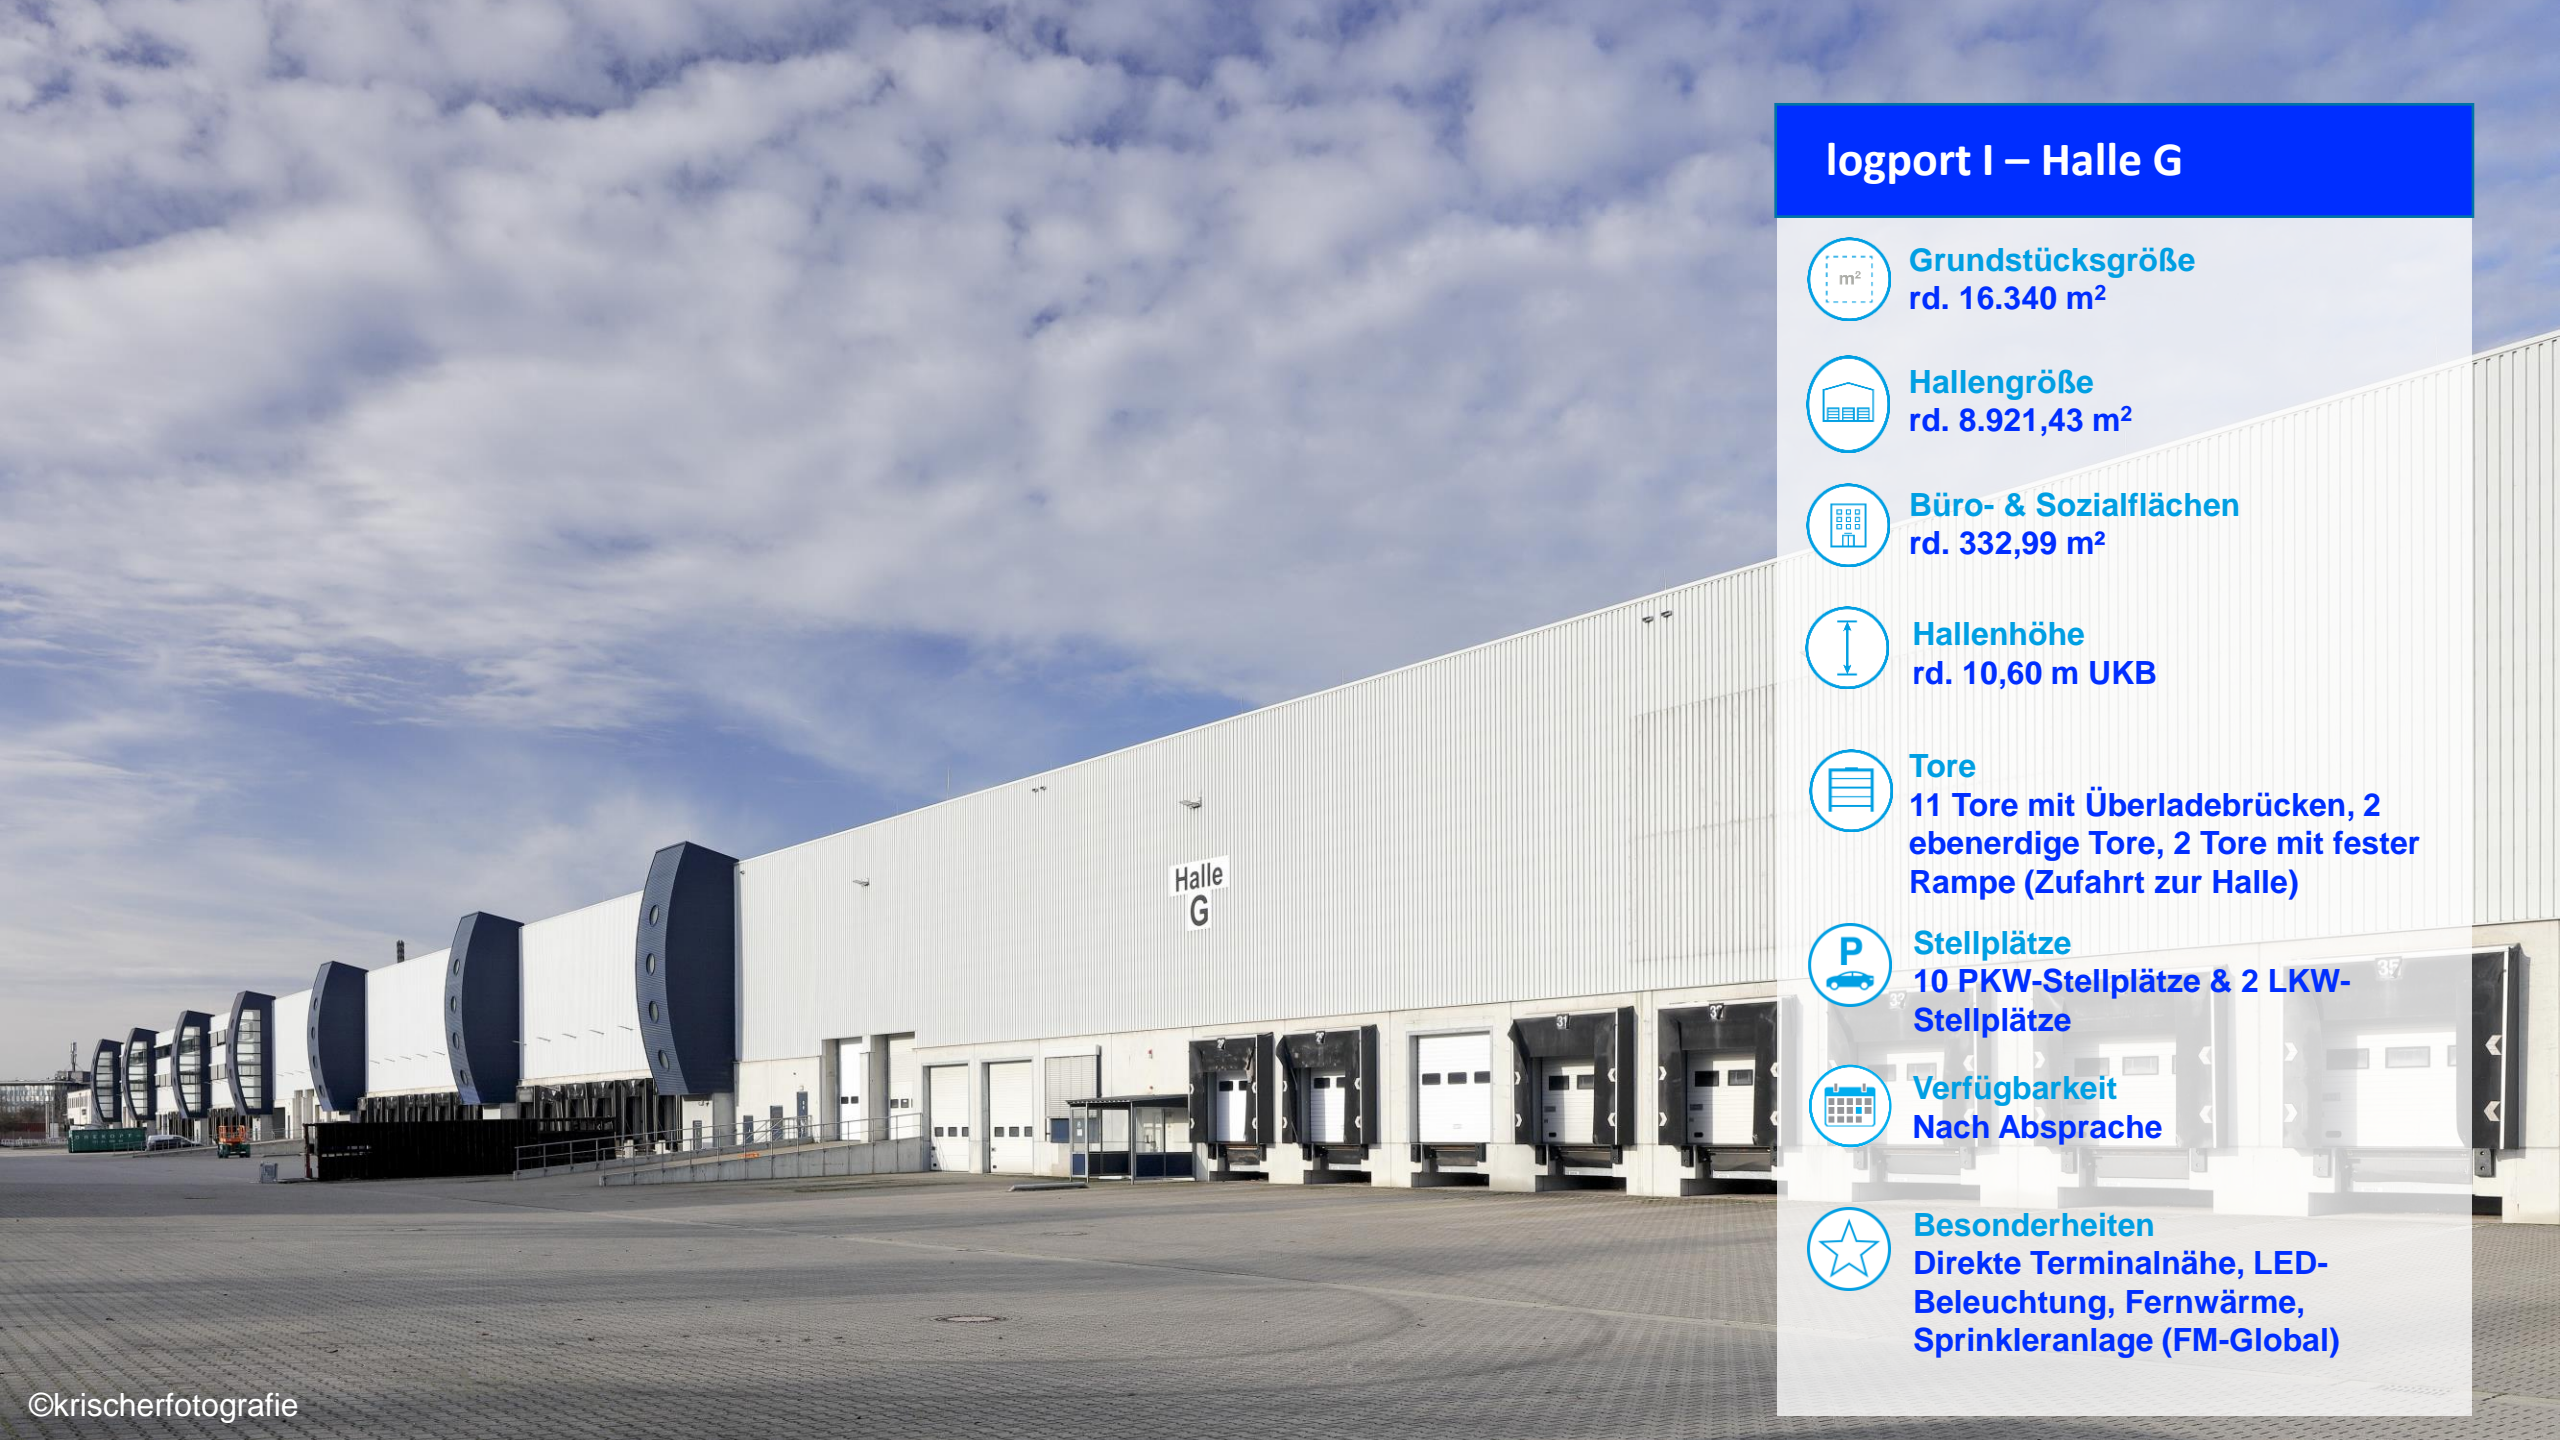 logport I – Halle G
m²
Grundstücksgröße
rd. 16.340 m²
Hallengröße
rd. 8.921,43 m²
Büro- & Sozialflächen
rd. 332,99 m²
Hallenhöhe
rd. 10,60 m UKB
Tore
11 Tore mit Überladebrücken, 2
ebenerdige Tore, 2 Tore mit fester
Rampe (Zufahrt zur Halle)
P
Stellplätze
10 PKW-Stellplätze & 2 LKW-
Stellplätze
Verfügbarkeit
Nach Absprache
Besonderheiten
Direkte Terminalnähe, LED-
Beleuchtung, Fernwärme,
Sprinkleranlage (FM-Global)
Halle
G
31
©krischerfotografie